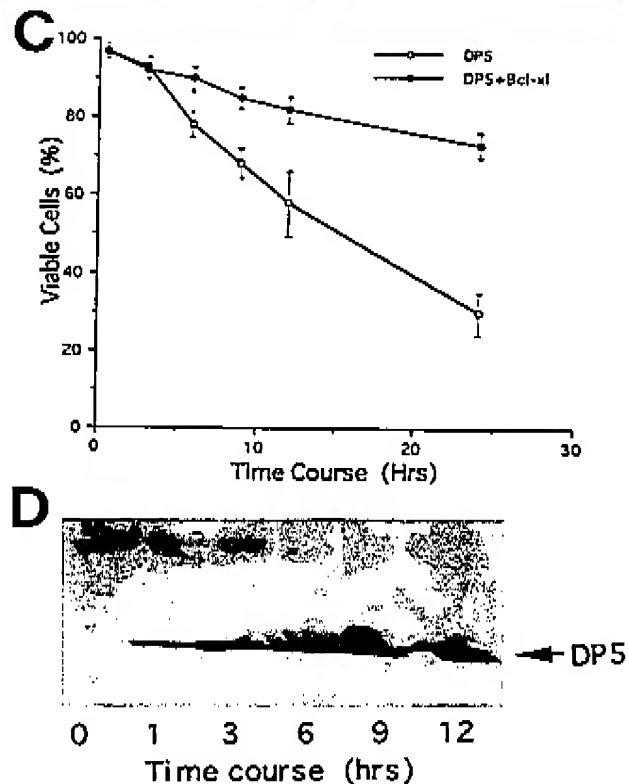 C
DP5
DP5+Bcl-xl
Viable Cells (%)
100
80
60
40
20
0
0 10 20 30
Time Course (Hrs)
D
DP5
0 1 3 6 9 12
Time course (hrs)